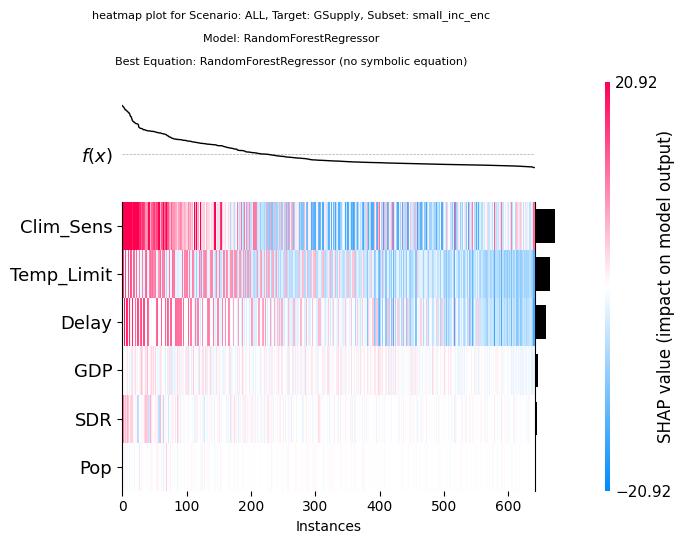 heatmap plot for Scenario: ALL, Target: GSupply, Subset: small_inc_enc
Model: RandomForestRegressor
Best Equation: RandomForestRegressor (no symbolic equation)
20.92
f(x)
Clim_Sens
Temp_Limit
Delay
GDP
SDR
Pop
SHAP value (impact on model output)
−20.92
0 100 200 300 400 500 600
Instances